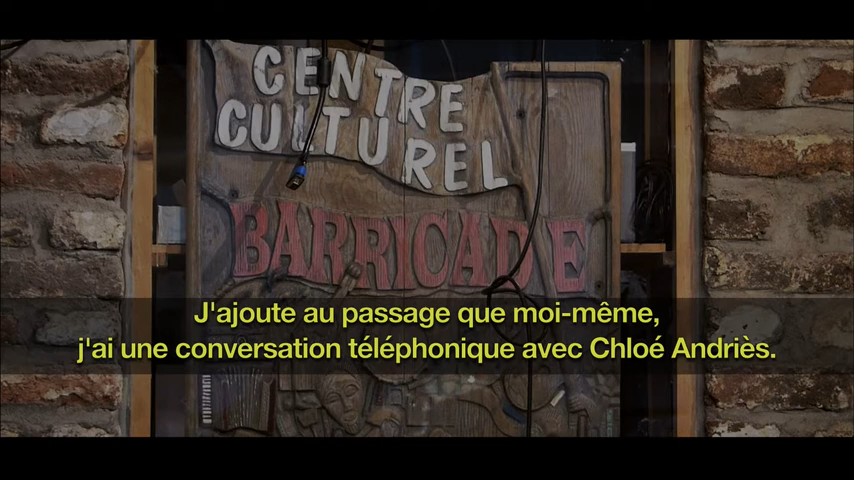 CENTRE
CULTUREL
BARRICADE
J'ajoute au passage que moi-même,
j'ai une conversation téléphonique avec Chloé Andriès.